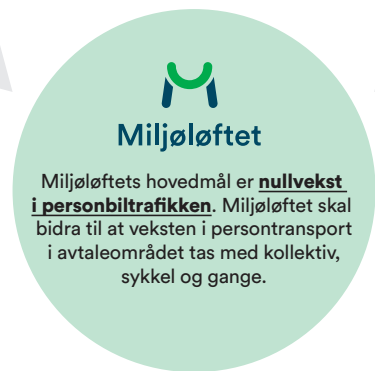 Miljøløftet
Miljøløftets hovedmål er nullvekst
i personbiltrafikken. Miljøløftet skal
bidra til at veksten i persontransport
i avtaleområdet tas med kollektiv,
sykkel og gange.